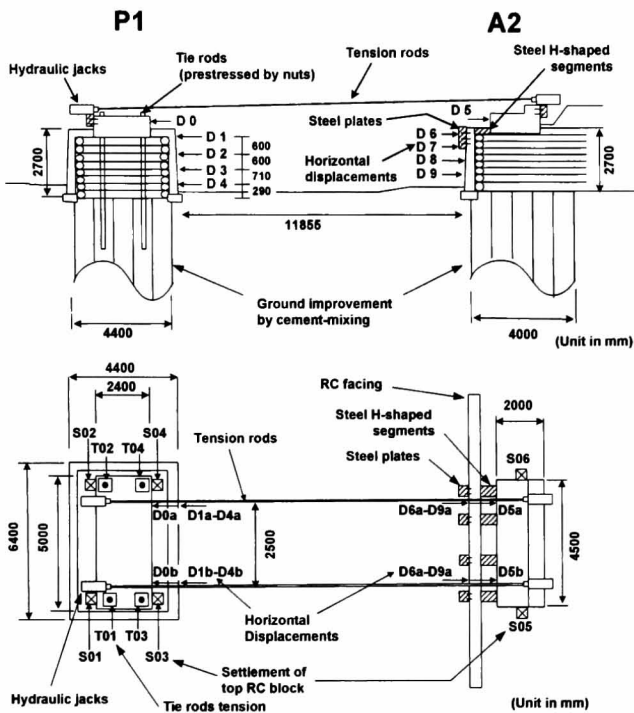 P1
A2
Hydraulic jacks
Tie rods
(prestressed by nuts)
Tension rods
Steel H-shaped
segments
D 0
D 5
Steel plates
D 1
D 2
D 3
D 4
600
600
710
290
2700
Horizontal
displacements
D 6
D 7
D 8
D 9
2700
11855
Ground improvement
by cement-mixing
4400
4000
(Unit in mm)
4400
2400
RC facing
2000
Steel H-shaped
segments
S02
S04
T02
T04
Tension rods
Steel plates
S06
D0a
D1a-D4a
D6a-D9a
D5a
6400
5000
2500
4500
D0b
D1b-D4b
D6a-D9a
D5b
T01
T03
S01
S03
Horizontal
Displacements
S05
Settlement of
top RC block
Hydraulic jacks
Tie rods tension
(Unit in mm)